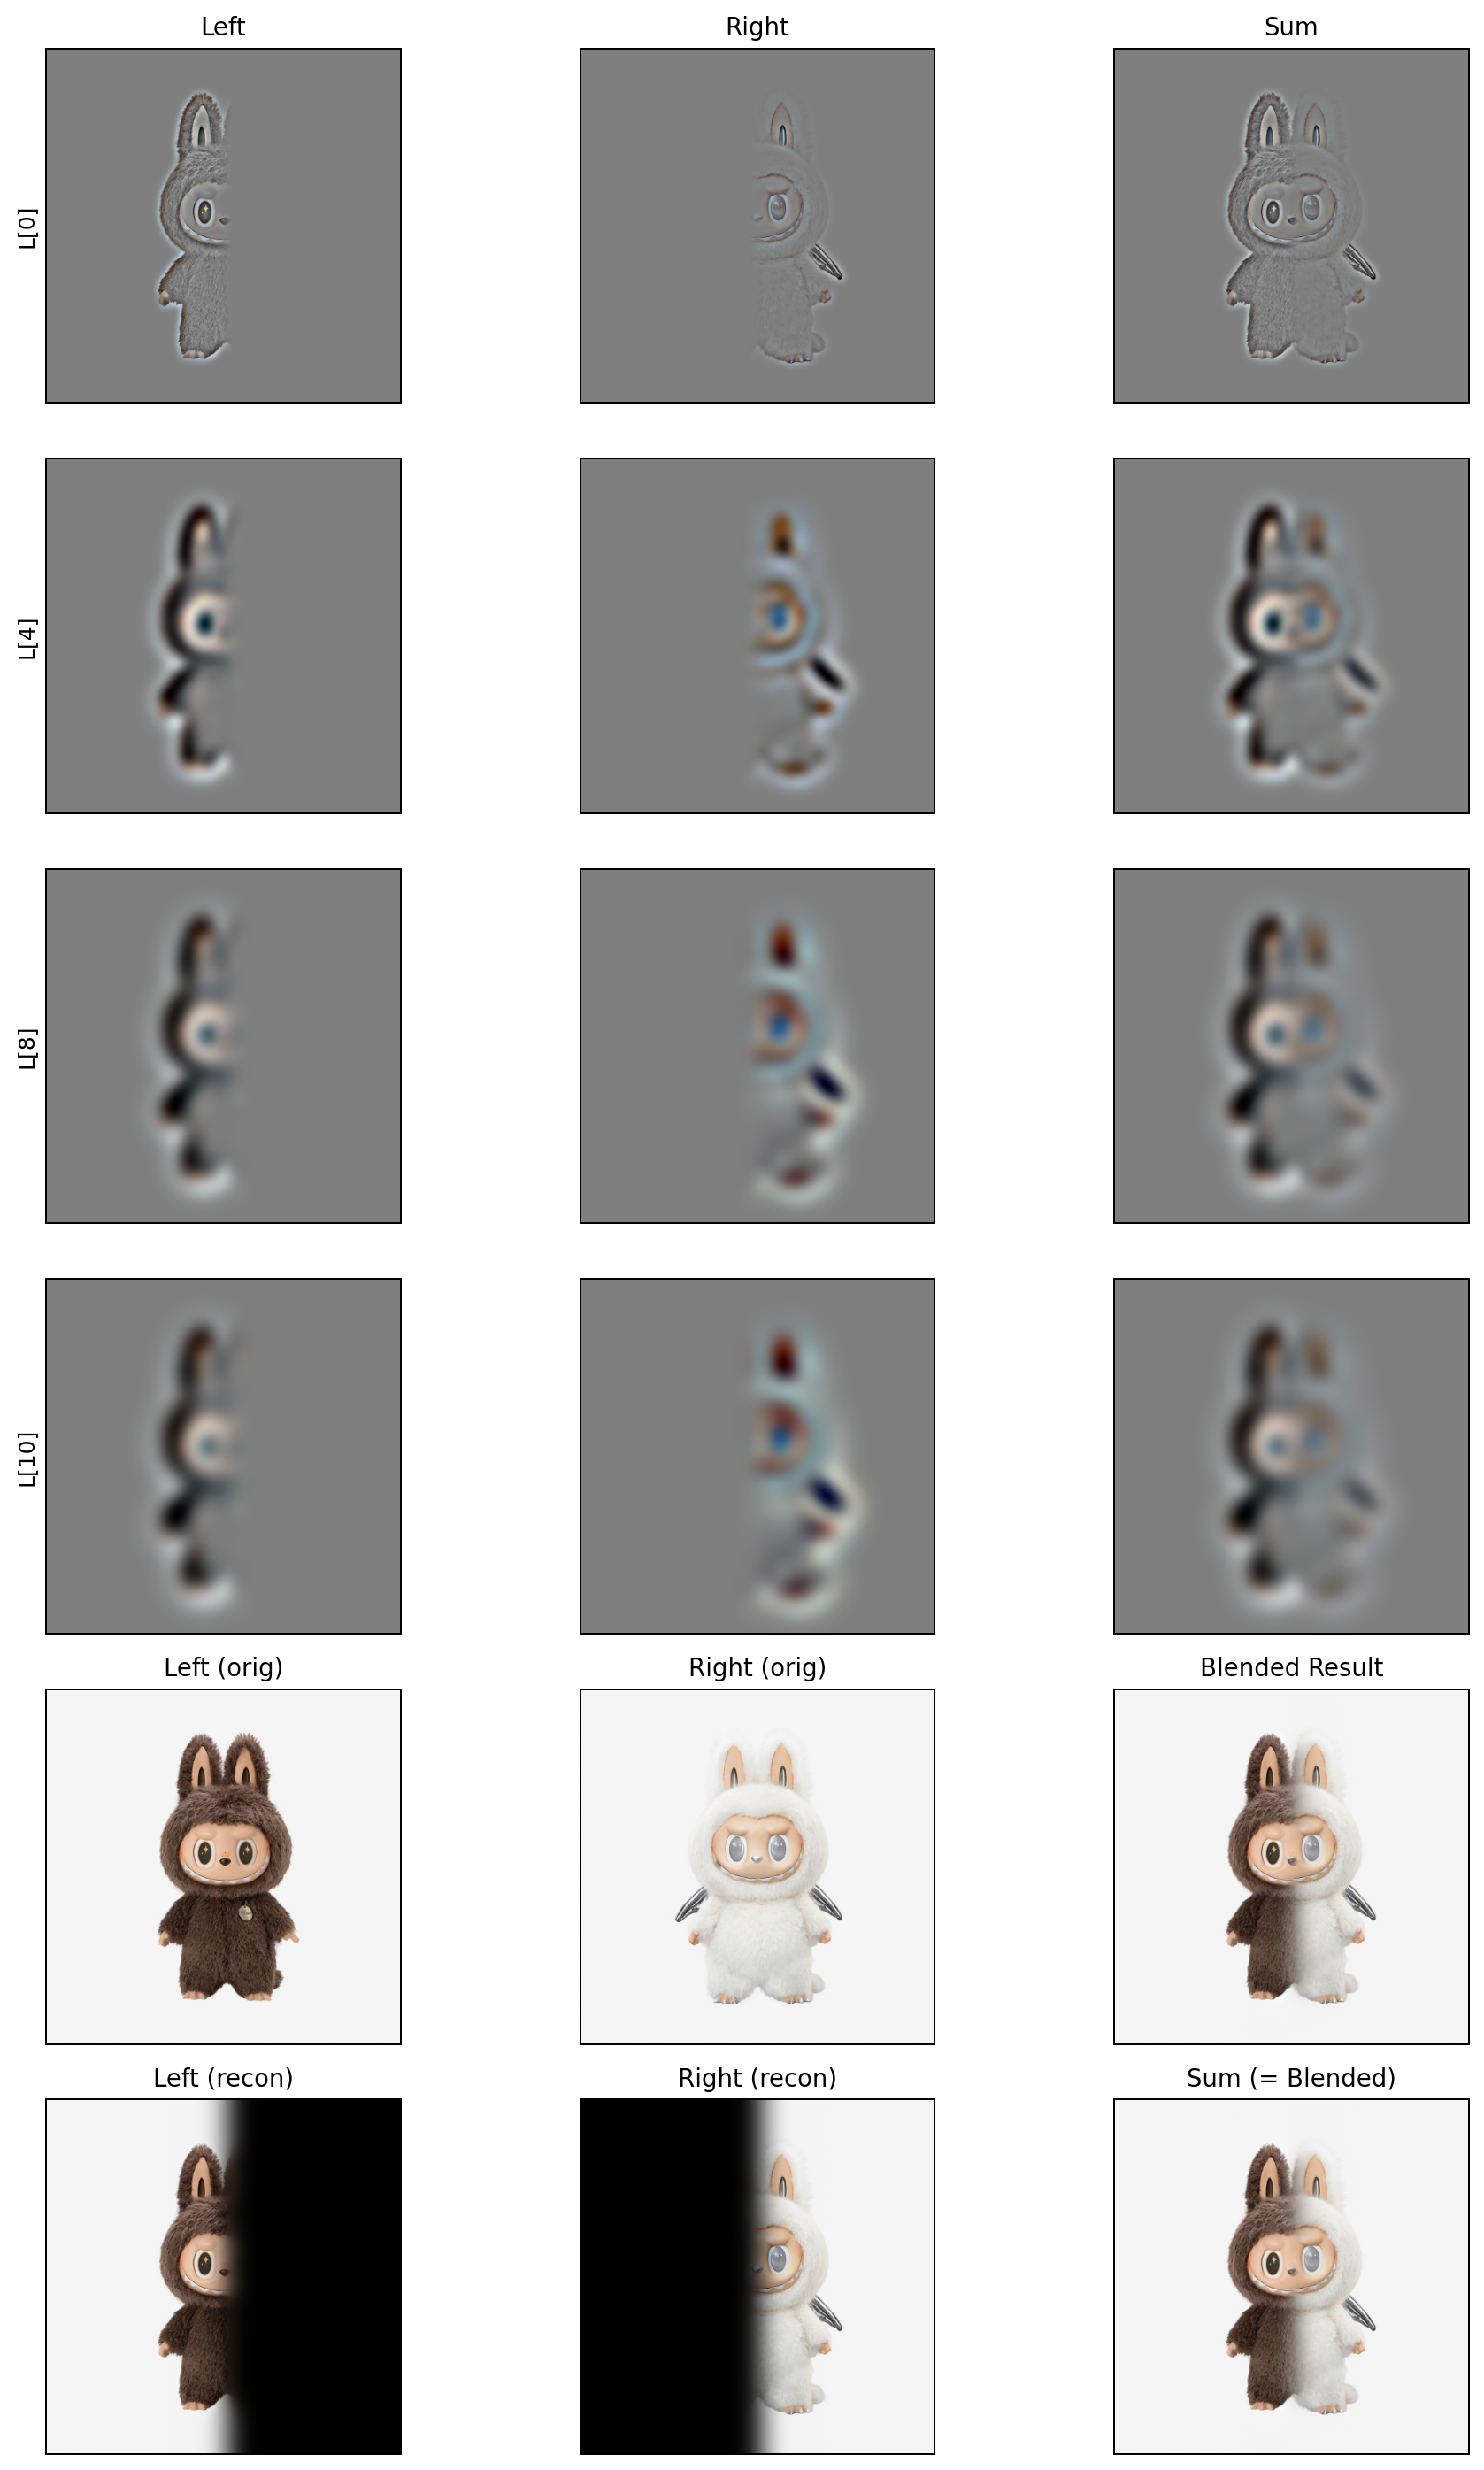 Left
Right
Sum
L[0]
L[4]
L[8]
L[10]
Left (orig)
Right (orig)
Blended Result
Left (recon)
Right (recon)
Sum (= Blended)